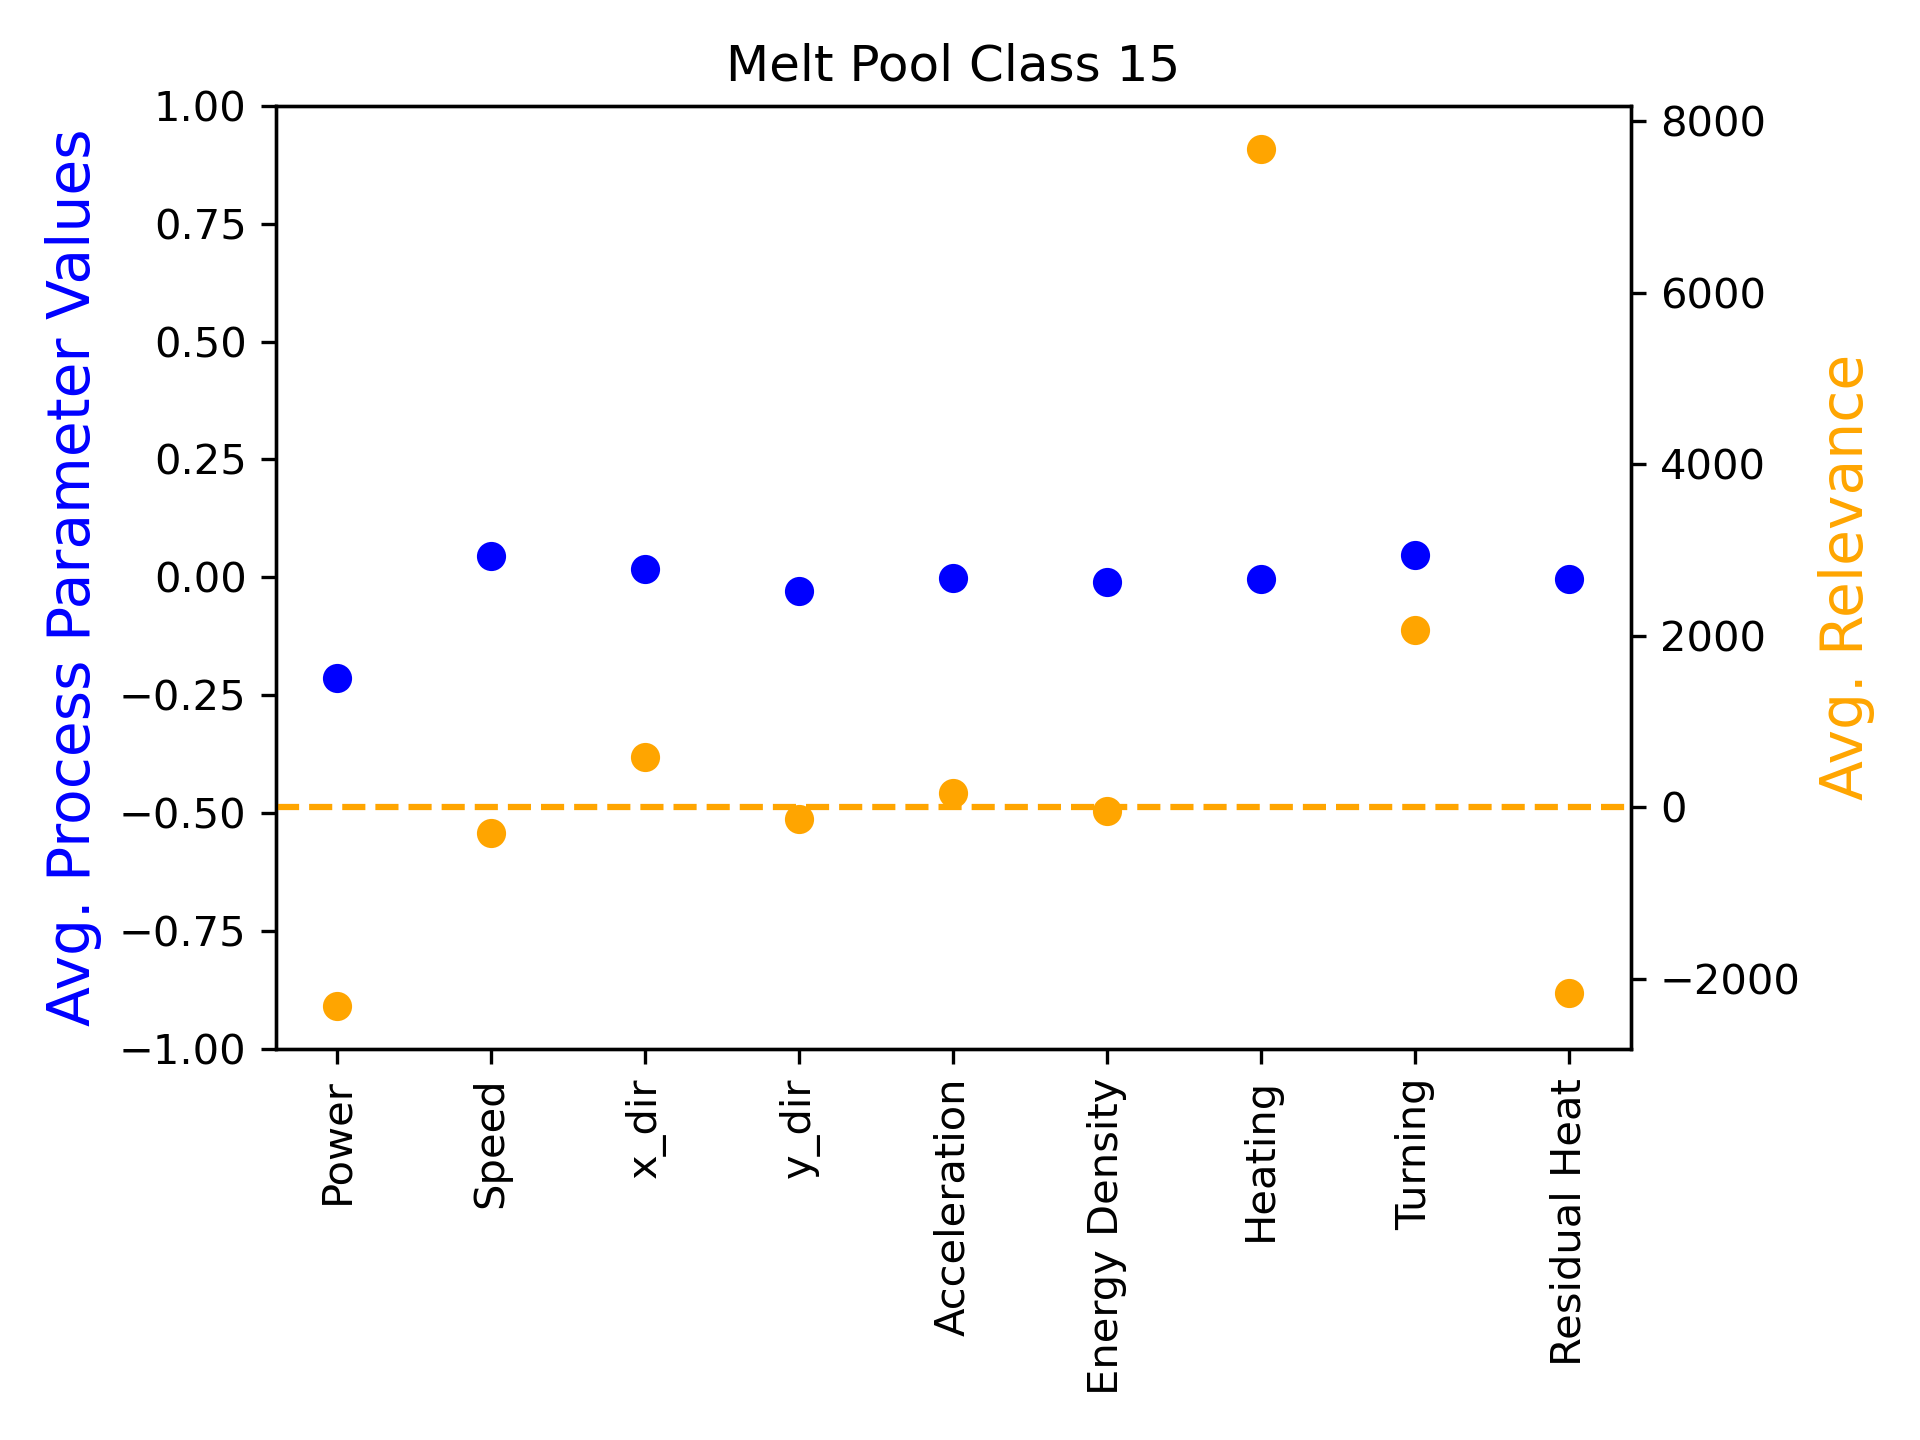 Melt Pool Class 15
Avg. Process Parameter Values
1.00
0.75
0.50
0.25
0.00
−0.25
−0.50
−0.75
−1.00
8000
6000
4000
2000
0
−2000
Avg. Relevance
Power
Speed
x_dir
y_dir
Acceleration
Energy Density
Heating
Turning
Residual Heat